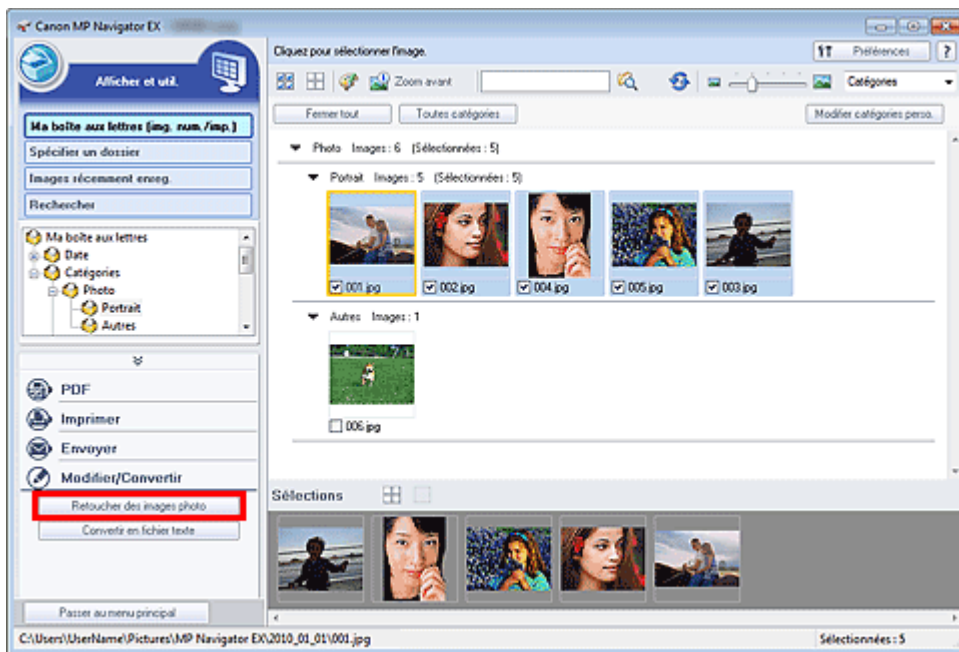 Canon MP Navigator EX
Afficher et util.
Cliquez pour sélectionner l'image.
Préférences
?
Zoom avant
Catégories
Ma boîte aux lettres (img. num./imp.)
Fermer tout
Toutes catégories
Modifier catégories perso.
Spécifier un dossier
Images récemment enreg.
Rechercher
Photo Images : 6 (Sélectionnées : 5)
Portrait Images : 5 (Sélectionnées : 5)
001.jpg
002.jpg
004.jpg
005.jpg
003.jpg
Ma boîte aux lettres
Date
Catégories
Photo
Portrait
Autres
Autres Images : 1
006.jpg
PDF
Imprimer
Envoyer
Modifier/Convertir
Retoucher des images photo
Convertir en fichier texte
Sélections
Passer au menu principal
C:\Users\UserName\Pictures\MP Navigator EX\2010_01_01\001.jpg
Sélectionnées : 5